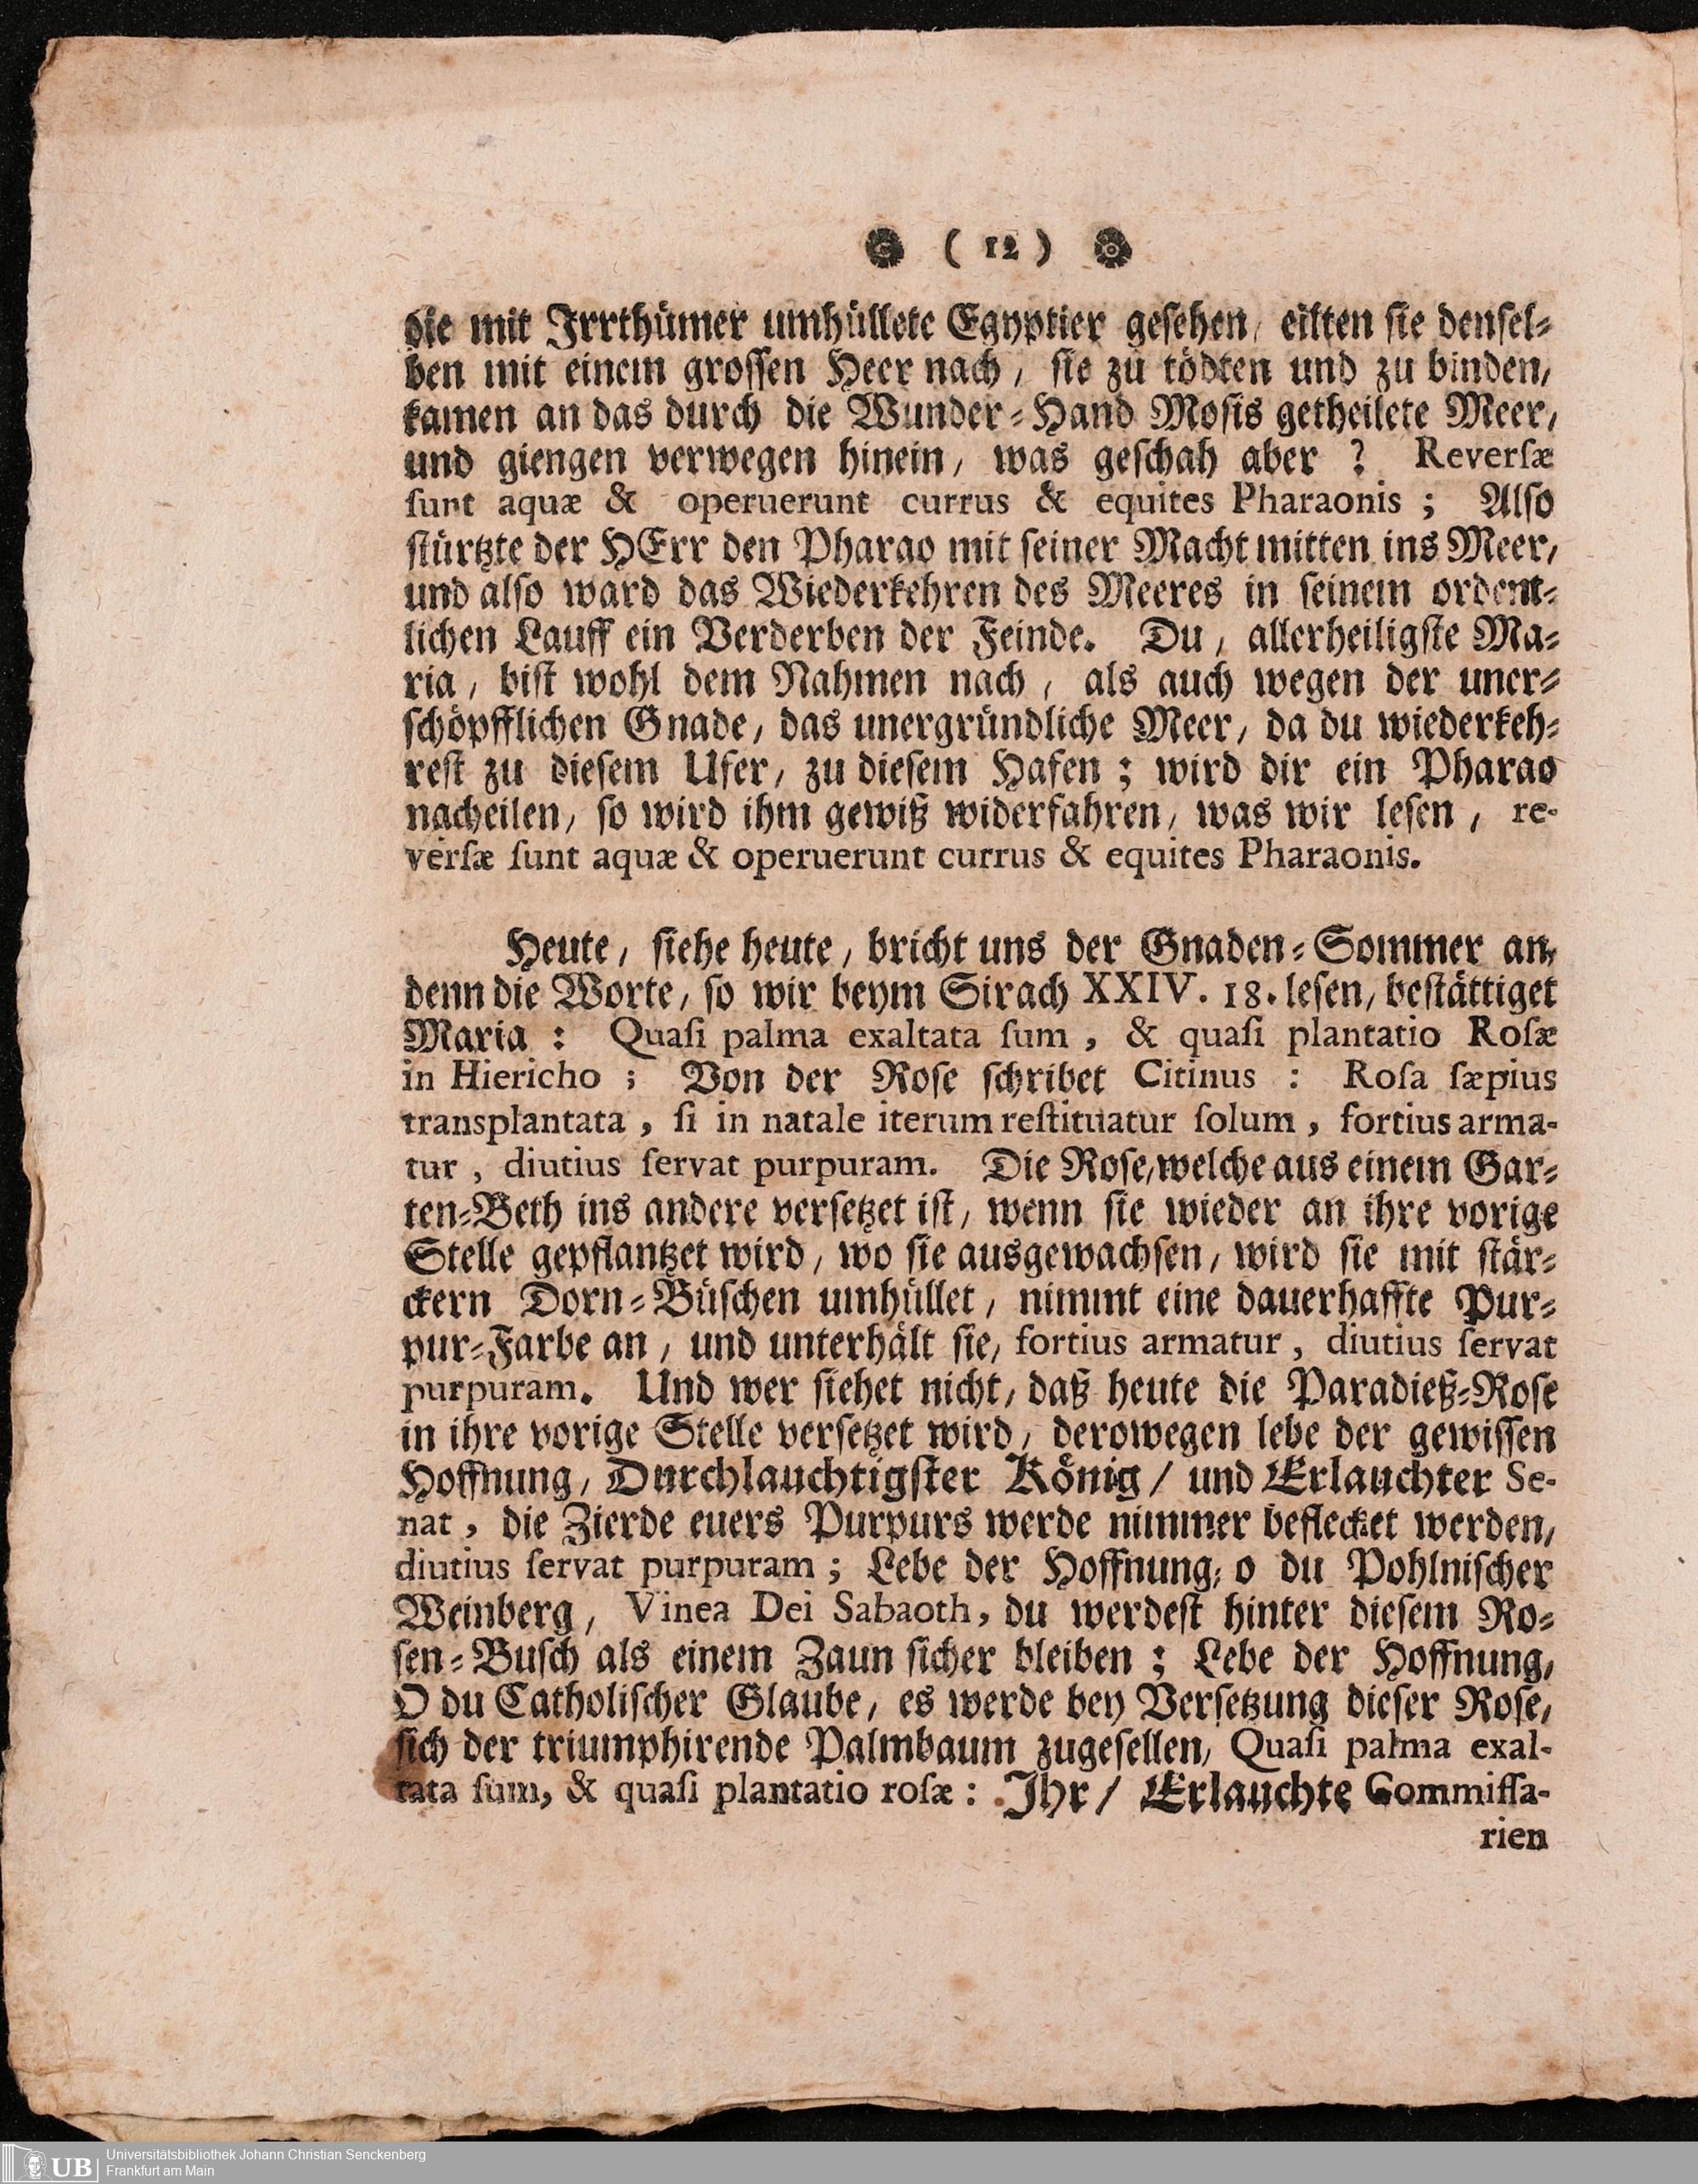 ( 12 )
die mit Irrthümer umhüllete Egyptier gesehen, eilten sie densel-
ben mit einem grossen Heer nach, sie zu tödten und zu binden,
kamen an das durch die Wunder-Hand Mosis getheilete Meer,
und giengen verwegen hinein, was geschah aber ? Reversæ
sunt aquæ & operuerunt currus & equites Pharaonis ; Also
stürtzte der HErr den Pharao mit seiner Macht mitten ins Meer,
und also ward das Wiederkehren des Meeres in seinem ordent-
lichen Lauff ein Verderben der Feinde. Du, allerheiligste Ma-
ria, bist wohl dem Nahmen nach, als auch wegen der uner-
schöpfflichen Gnade, das unergründliche Meer, da du wiederkeh-
rest zu diesem Ufer, zu diesem Hafen ; wird dir ein Pharao
nacheilen, so wird ihm gewiß widerfahren, was wir lesen, re-
versæ sunt aquæ & operuerunt currus & equites Pharaonis.
Heute, siehe heute, bricht uns der Gnaden-Sommer an,
denn die Worte, so wir beym Sirach XXIV. 18. lesen, bestättiget
Maria : Quasi palma exaltata sum, & quasi plantatio Rosæ
in Hiericho ; Von der Rose schribet Citinus : Rosa sæpius
transplantata, si in natale iterum restituatur solum, fortius arma-
tur, diutius servat purpuram. Die Rose, welche aus einem Gar-
ten-Beth ins andere versetzet ist, wenn sie wieder an ihre vorige
Stelle gepflantzet wird, wo sie ausgewachsen, wird sie mit stär-
ckern Dorn-Büschen umhüllet, nimmt eine dauerhaffte Pur-
pur-Farbe an, und unterhält sie, fortius armatur, diutius servat
purpuram. Und wer siehet nicht, daß heute die Paradieß-Rose
in ihre vorige Stelle versetzet wird, derowegen lebe der gewissen
Hoffnung, Durchlauchtigster König / und Erlauchter Se-
nat, die Zierde euers Purpurs werde nimmer beflecket werden,
diutius servat purpuram ; Lebe der Hoffnung, o du Pohlnischer
Weinberg, Vinea Dei Sabaoth, du werdest hinter diesem Ro-
sen-Busch als einem Zaun sicher bleiben ; Lebe der Hoffnung,
O du Catholischer Glaube, es werde bey Versetzung dieser Rose,
sich der triumphirende Palmbaum zugesellen, Quasi palma exal-
tata sum, & quasi plantatio rosæ : Ihr / Erlauchte Commissa-
rien
UB Universitätsbibliothek Johann Christian Senckenberg
Frankfurt am Main